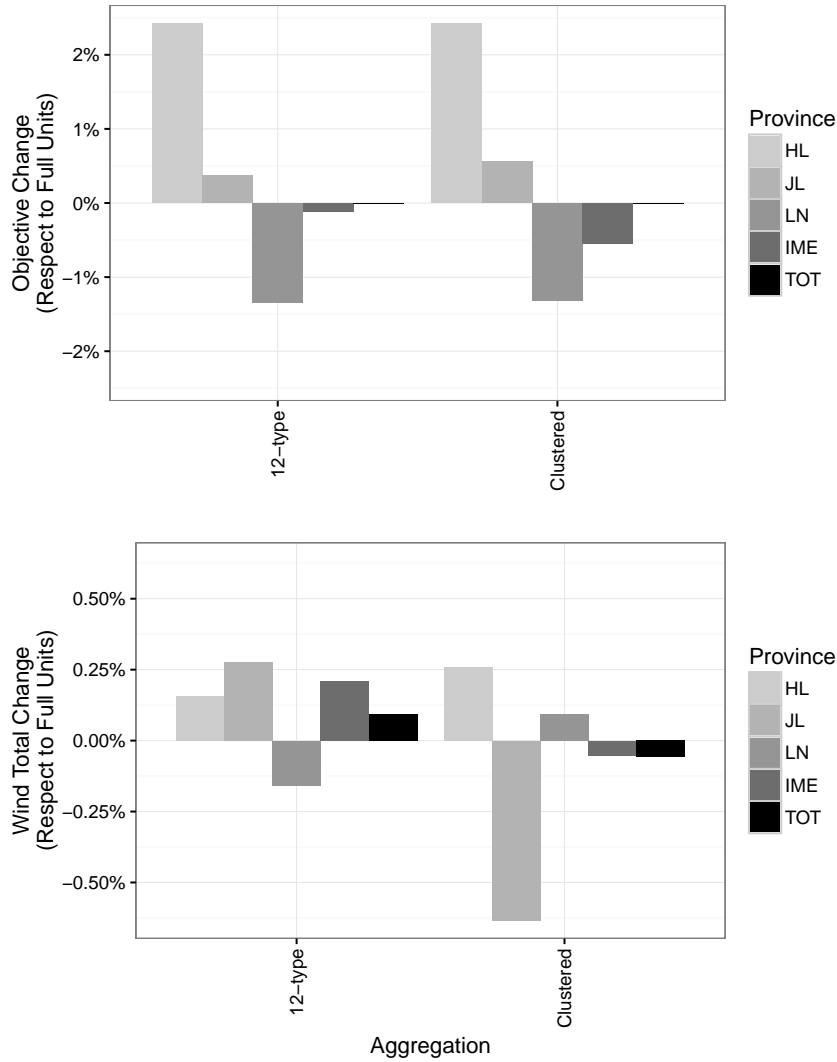 2%
1%
0%
−1%
−2%
Objective Change
(Respect to Full Units)
12−type
Clustered
Province
HL
JL
LN
IME
TOT
0.50%
0.25%
0.00%
−0.25%
−0.50%
Wind Total Change
(Respect to Full Units)
12−type
Clustered
Aggregation
Province
HL
JL
LN
IME
TOT